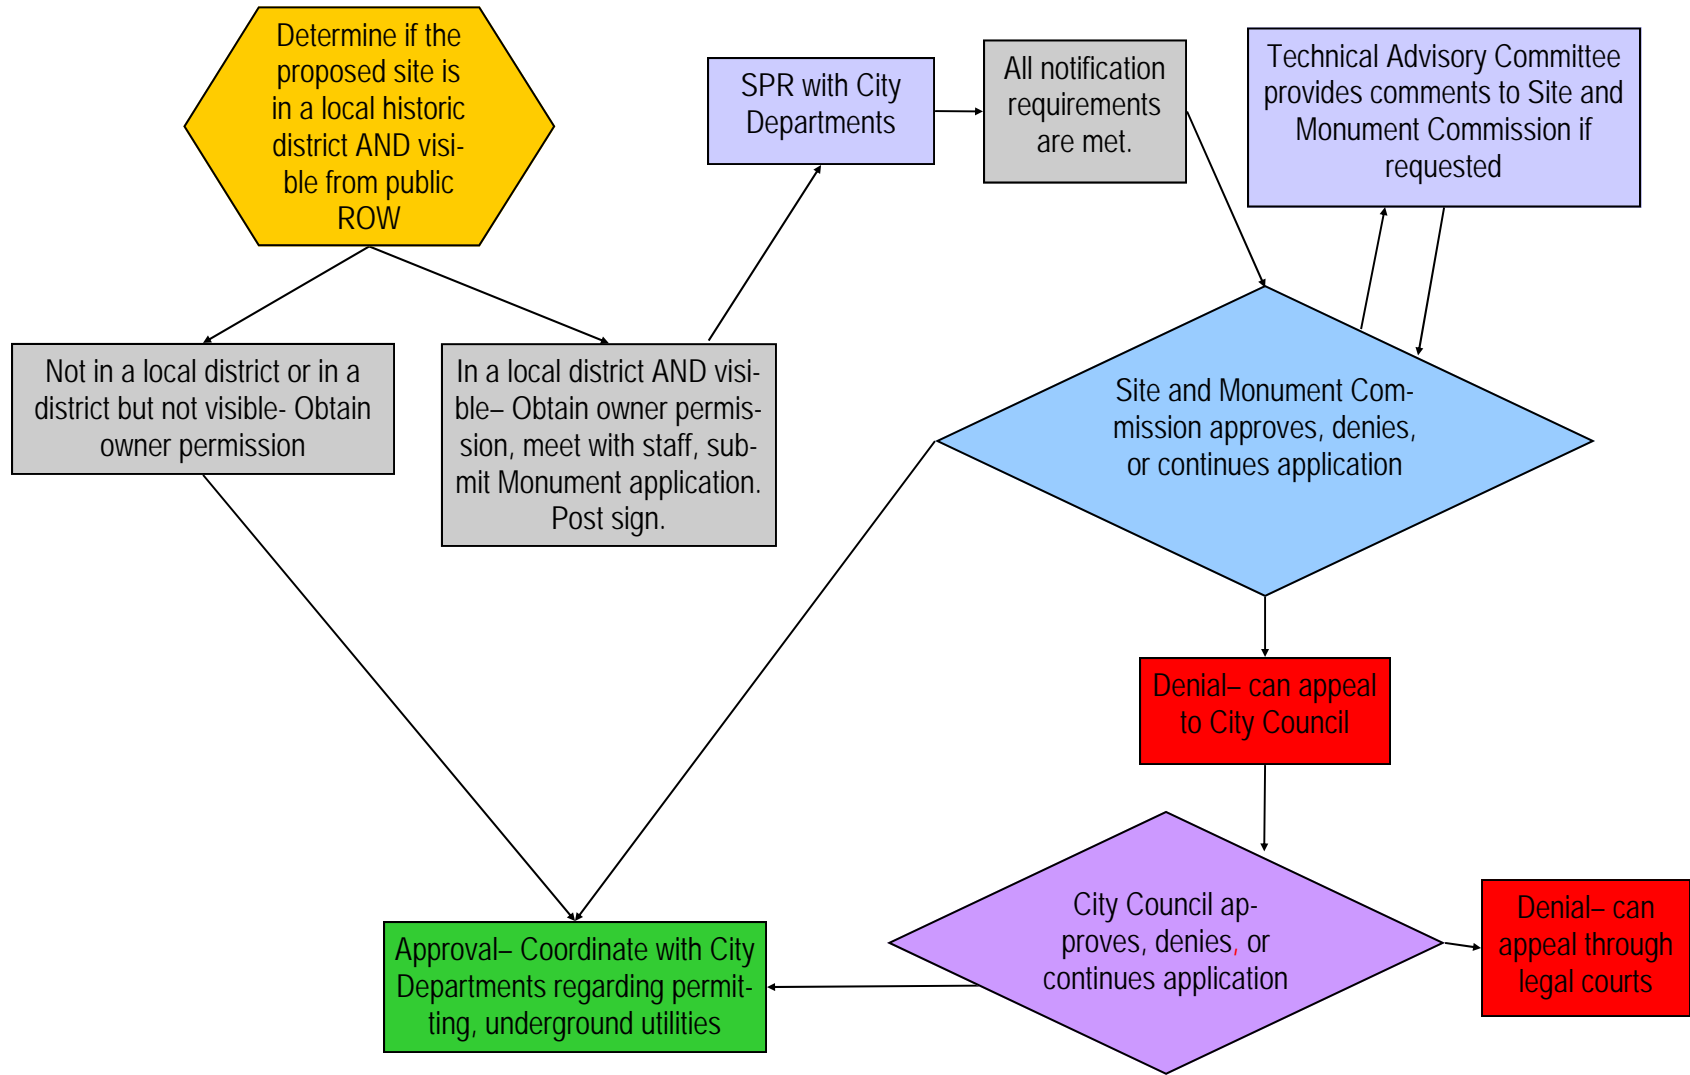 Determine if the
proposed site is
in a local historic
district AND visi-
ble from public
ROW
SPR with City
Departments
All notification
requirements
are met.
Technical Advisory Committee
provides comments to Site and
Monument Commission if
requested
Not in a local district or in a
district but not visible- Obtain
owner permission
In a local district AND visi-
ble– Obtain owner permis-
sion, meet with staff, sub-
mit Monument application.
Post sign.
Site and Monument Com-
mission approves, denies,
or continues application
Denial– can appeal
to City Council
City Council ap-
proves, denies, or
continues application
Denial– can
appeal through
legal courts
Approval– Coordinate with City
Departments regarding permit-
ting, underground utilities